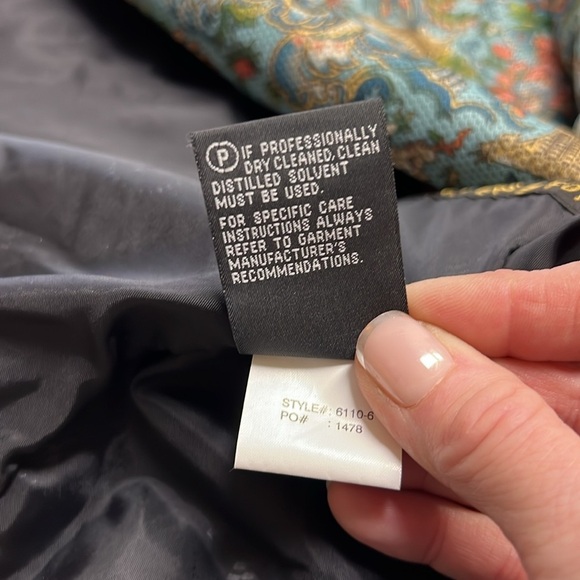 Ⓟ IF PROFESSIONALLY
DRY CLEANED, CLEAN
DISTILLED SOLVENT
MUST BE USED.
FOR SPECIFIC CARE
INSTRUCTIONS ALWAYS
REFER TO GARMENT
MANUFACTURER'S
RECOMMENDATIONS.
STYLE#: 6110-6
PO# : 1478